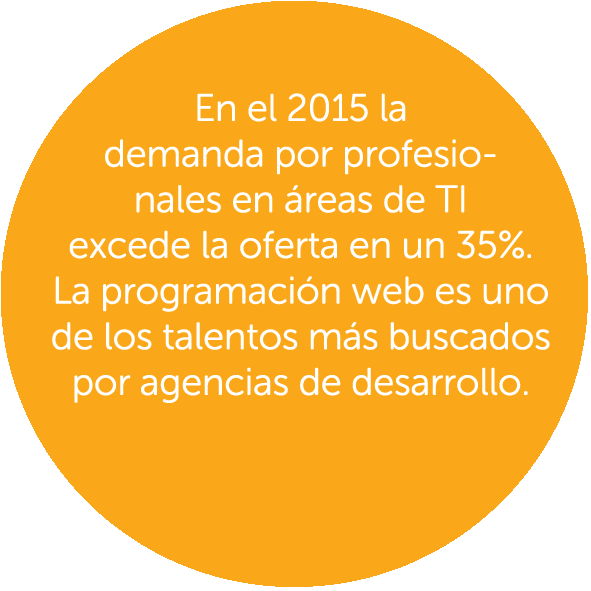 En el 2015 la
demanda por profesio-
nales en áreas de TI
excede la oferta en un 35%.
La programación web es uno
de los talentos más buscados
por agencias de desarrollo.